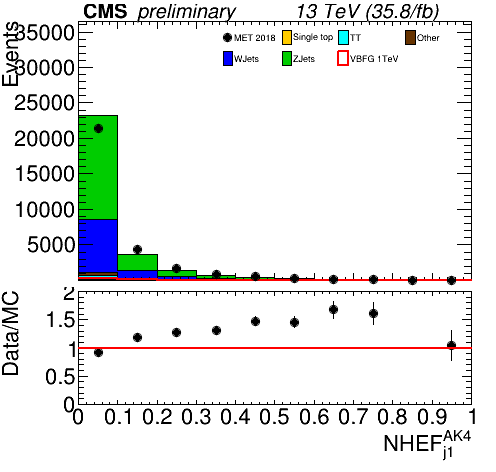 CMS preliminary 13 TeV (35.8/fb)
Events
35000
30000
25000
20000
15000
10000
5000
MET 2018 Single top TT Other
WJets ZJets VBFG 1TeV
Data/MC
2
1.5
1
0.5
0
0 0.1 0.2 0.3 0.4 0.5 0.6 0.7 0.8 0.9 1
NHEF_{j1}^{AK4}